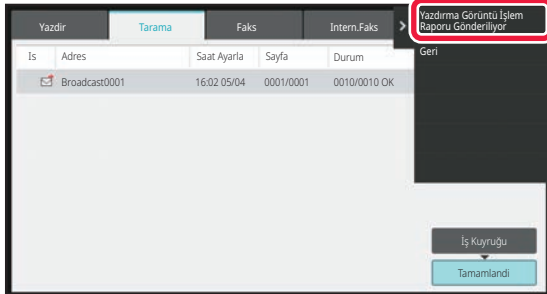 Yazdir
Tarama
Faks
Intern.Faks
Yazdırma Görüntü İşlem
Raporu Gönderiliyor
Is
Adres
Saat Ayarla
Sayfa
Durum
Geri
Broadcast0001
16:02 05/04
0001/0001
0010/0010 OK
İş Kuyruğu
Tamamlandi